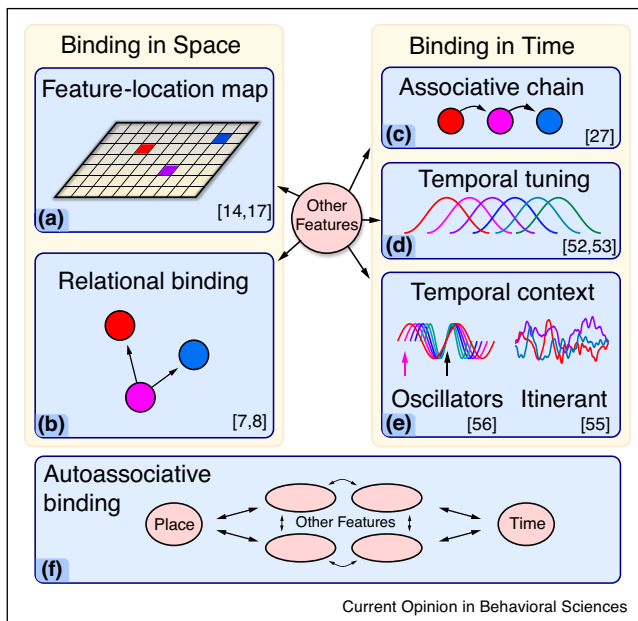 Binding in Space
Feature-location map
(a)
[14,17]
Relational binding
(b)
[7,8]
Other
Features
Binding in Time
Associative chain
(c)
[27]
Temporal tuning
(d)
[52,53]
Temporal context
Oscillators
Itinerant
(e)
[56]
[55]
Autoassociative
binding
Place
Other Features
Time
(f)
Current Opinion in Behavioral Sciences